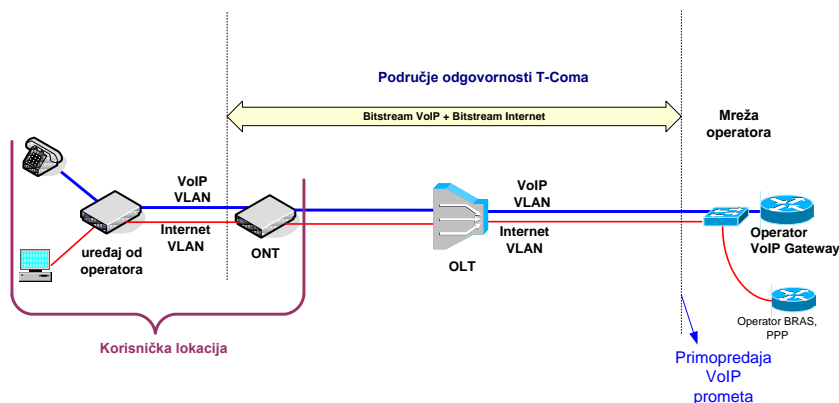 Područje odgovornosti T-Coma
Bitstream VoIP + Bitstream Internet
Mreža
operatora
VoIP
VLAN
Internet
VLAN
uređaj od
operatora
ONT
VoIP
VLAN
Internet
VLAN
OLT
Operator
VoIP Gateway
Operator BRAS,
PPP
Korisnička lokacija
Primopredaja
VoIP
prometa